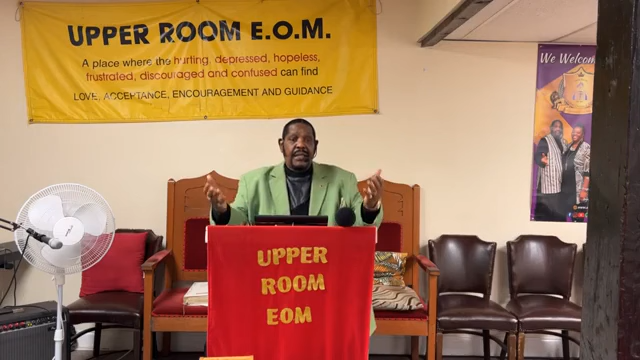 UPPER ROOM E.O.M.
A place where the hurting, depressed, hopeless,
frustrated, discouraged and confused can find
LOVE, ACCEPTANCE, ENCOURAGEMENT AND GUIDANCE
We Welcom
UPPER
ROOM
EOM